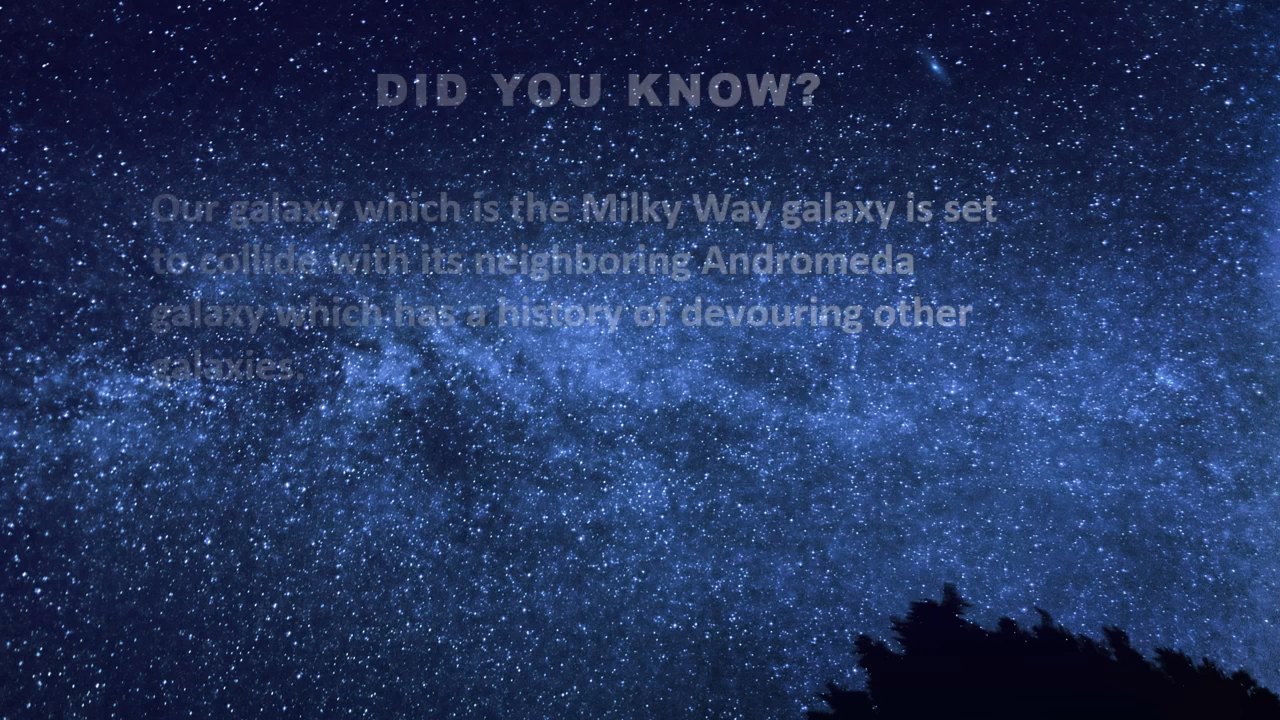 DID YOU KNOW?
Our galaxy which is the Milky Way galaxy is set
to collide with its neighboring Andromeda
galaxy which has a history of devouring other
galaxies.